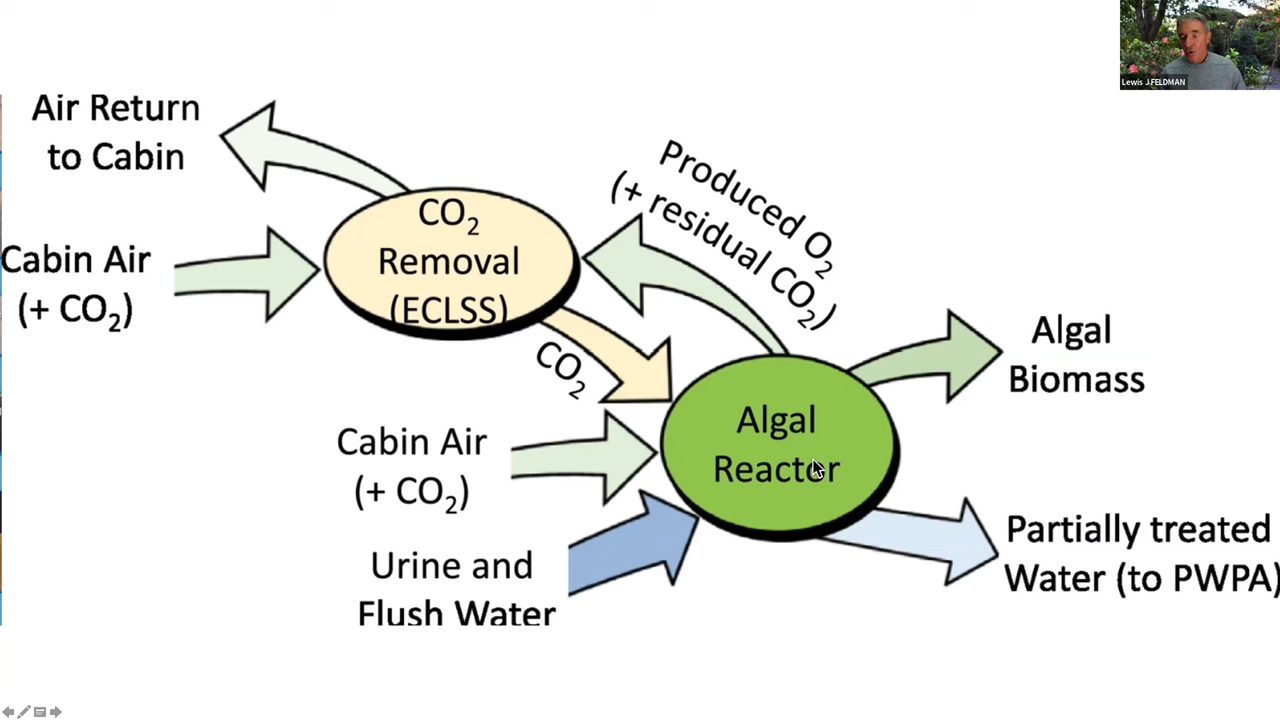 Lewis J.FELDMAN
Air Return
to Cabin
Produced O₂
(+ residual CO₂)
CO₂
Removal
(ECLSS)
Cabin Air
(+ CO₂)
CO₂
Algal
Biomass
Algal
Reactor
Cabin Air
(+ CO₂)
Urine and
Flush Water
Partially treated
Water (to PWPA)